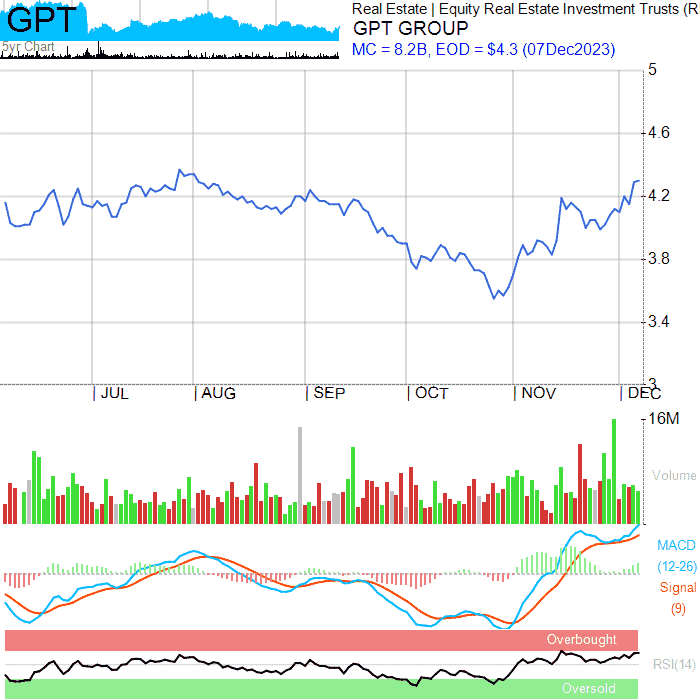 GPT
5yr Chart
Real Estate | Equity Real Estate Investment Trusts (R
GPT GROUP
MC = 8.2B, EOD = $4.3 (07Dec2023)
5
4.6
4.2
3.8
3.4
3
JUL AUG SEP OCT NOV DEC
16M
Volume
MACD
(12-26)
Signal
(9)
Overbought
RSI(14)
Oversold